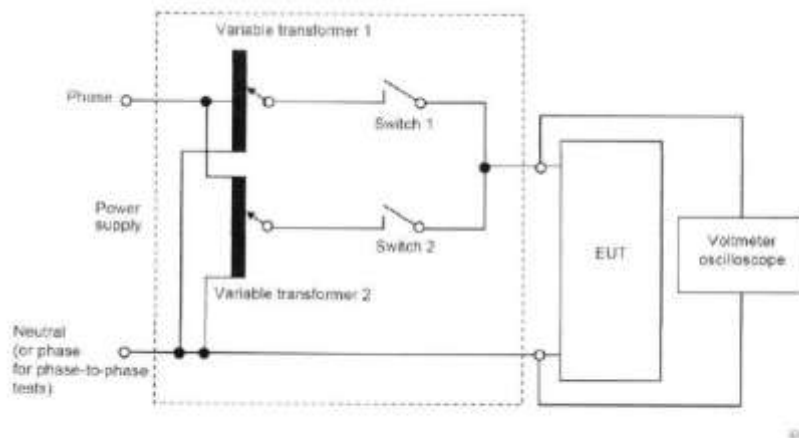 Variable transformer 1
Phase
Switch 1
Power
supply
Switch 2
EUT
Voltmeter
oscilloscope
Variable transformer 2
Neutral
(or phase
for phase-to-phase
tests)